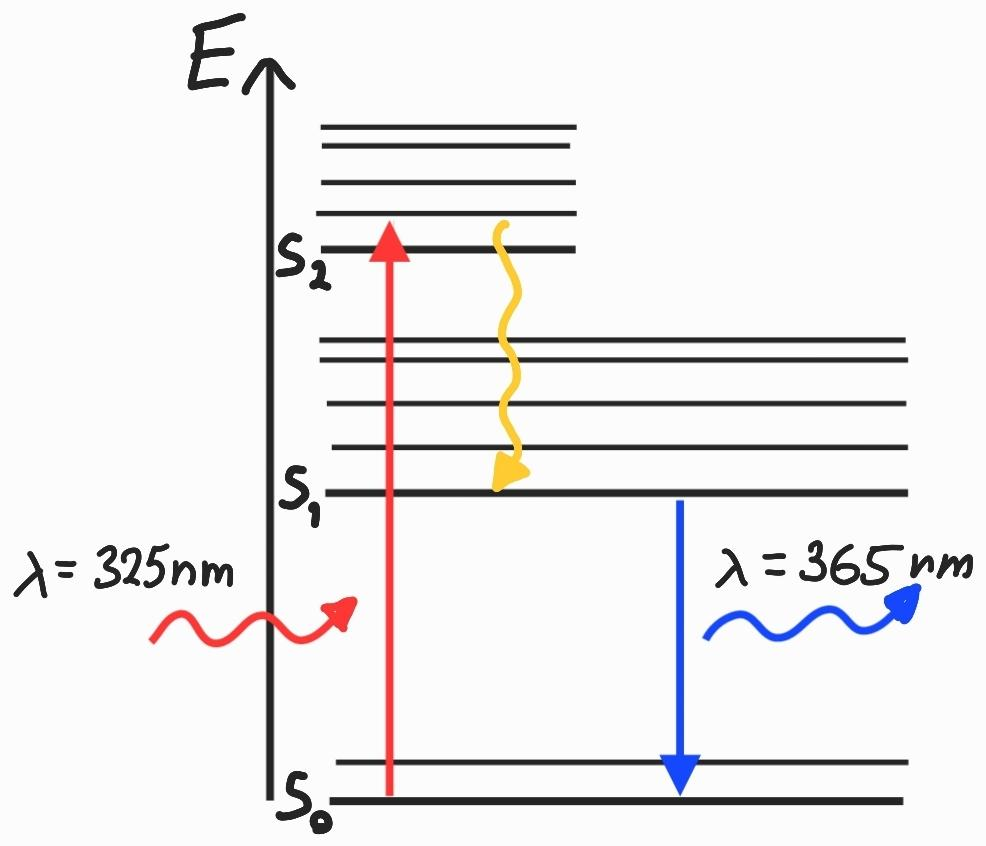 E
S₂
S₁
λ = 325nm
λ = 365 nm
S₀